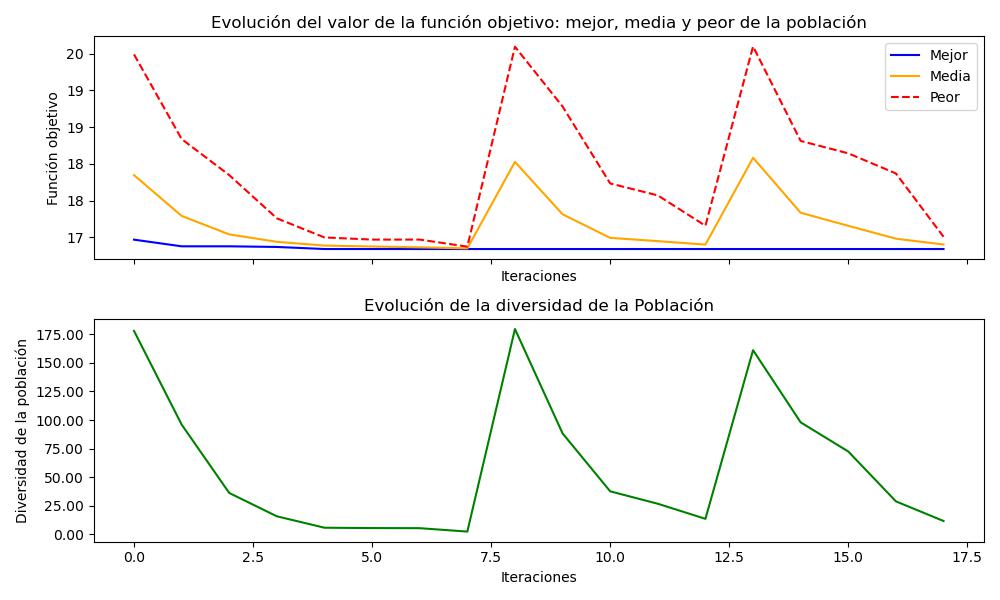 Evolución del valor de la función objetivo: mejor, media y peor de la población
Función objetivo
20
19
19
18
18
17
Mejor
Media
Peor
Iteraciones
Evolución de la diversidad de la Población
Diversidad de la población
175.00
150.00
125.00
100.00
75.00
50.00
25.00
0.00
0.0 2.5 5.0 7.5 10.0 12.5 15.0 17.5
Iteraciones